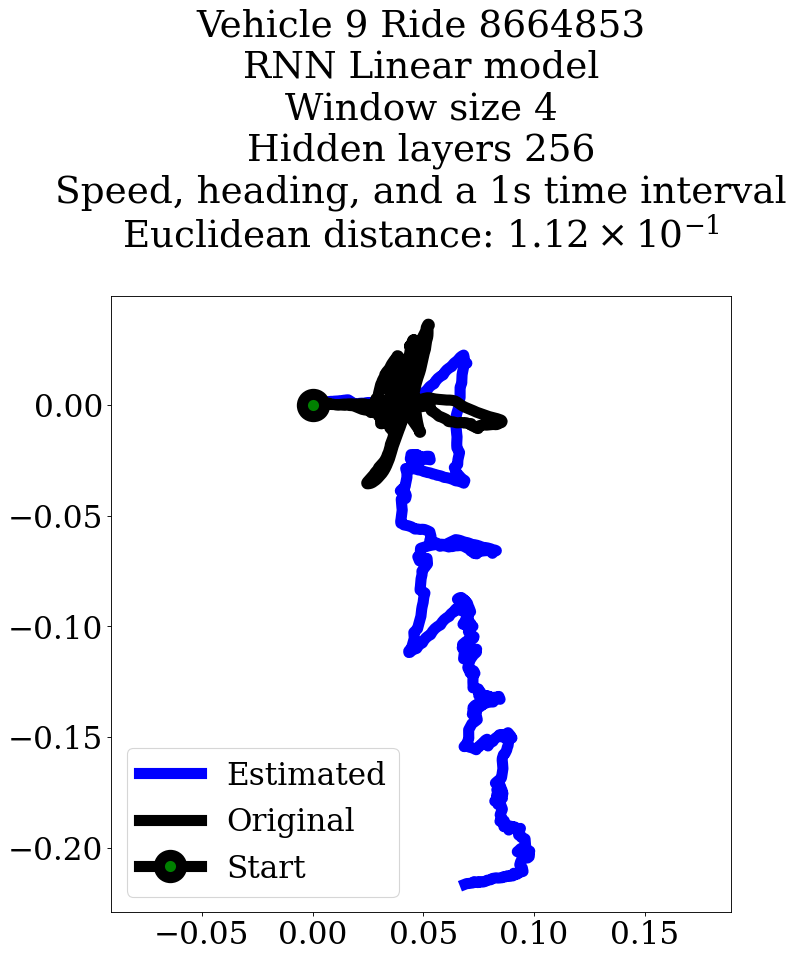 Vehicle 9 Ride 8664853
RNN Linear model
Window size 4
Hidden layers 256
Speed, heading, and a 1s time interval
Euclidean distance: 1.12 × 10⁻¹
0.00
−0.05
−0.10
−0.15
−0.20
Estimated
Original
Start
−0.05 0.00 0.05 0.10 0.15